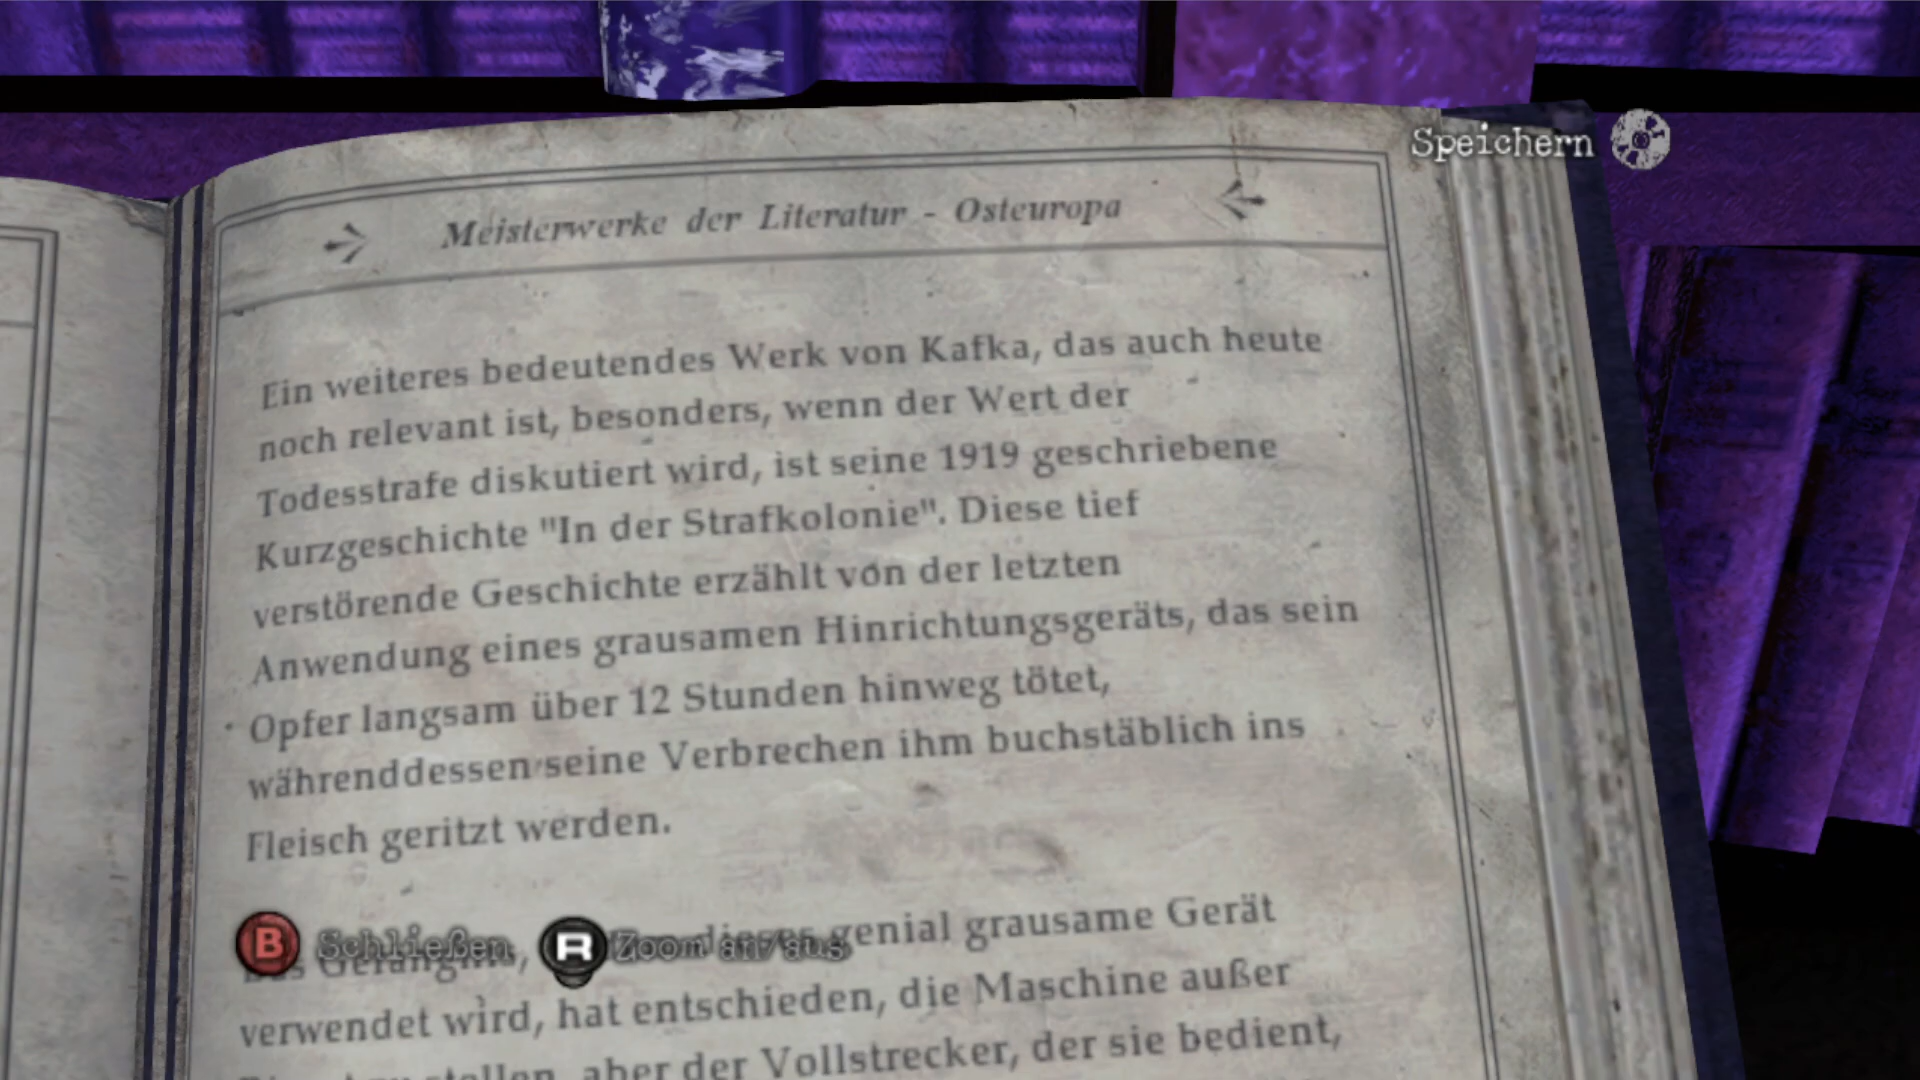 Speichern
Meisterwerke der Literatur - Osteuropa
Ein weiteres bedeutendes Werk von Kafka, das auch heute
noch relevant ist, besonders, wenn der Wert der
Todesstrafe diskutiert wird, ist seine 1919 geschriebene
Kurzgeschichte "In der Strafkolonie". Diese tief
verstörende Geschichte erzählt von der letzten
Anwendung eines grausamen Hinrichtungsgeräts, das sein
Opfer langsam über 12 Stunden hinweg tötet,
währenddessen seine Verbrechen ihm buchstäblich ins
Fleisch geritzt werden.
Gefängnis, dieses genial grausame Gerät
B Schließen R Zoom an/aus
verwendet wird, hat entschieden, die Maschine außer
aber der Vollstrecker, der sie bedient,